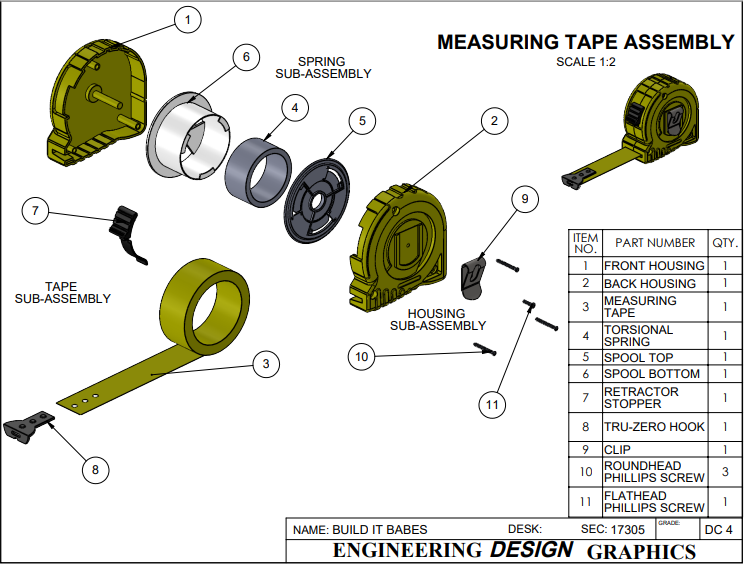 MEASURING TAPE ASSEMBLY
SCALE 1:2
1
6
SPRING
SUB-ASSEMBLY
4
5
2
9
7
TAPE
SUB-ASSEMBLY
HOUSING
SUB-ASSEMBLY
10
3
11
8
ITEM NO. PART NUMBER QTY.
1 FRONT HOUSING 1
2 BACK HOUSING 1
3 MEASURING TAPE 1
4 TORSIONAL SPRING 1
5 SPOOL TOP 1
6 SPOOL BOTTOM 1
7 RETRACTOR STOPPER 1
8 TRU-ZERO HOOK 1
9 CLIP 1
10 ROUNDHEAD PHILLIPS SCREW 3
11 FLATHEAD PHILLIPS SCREW 1
NAME: BUILD IT BABES DESK: SEC: 17305 GRADE: DC 4
ENGINEERING DESIGN GRAPHICS